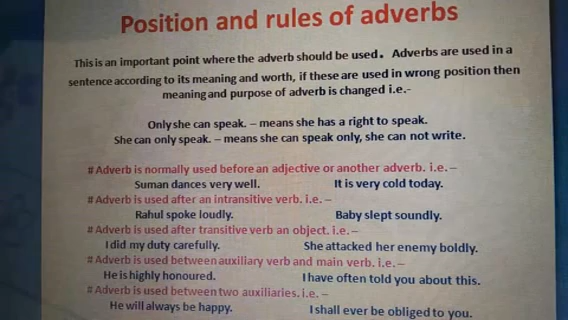 Position and rules of adverbs
This is an important point where the adverb should be used. Adverbs are used in a
sentence according to its meaning and worth, if these are used in wrong position then
meaning and purpose of adverb is changed i.e.-
Only she can speak. – means she has a right to speak.
She can only speak. – means she can speak only, she can not write.
# Adverb is normally used before an adjective or another adverb. i.e. –
Suman dances very well. It is very cold today.
# Adverb is used after an intransitive verb. i.e. –
Rahul spoke loudly. Baby slept soundly.
# Adverb is used after transitive verb an object. i.e. –
I did my duty carefully. She attacked her enemy boldly.
# Adverb is used between auxiliary verb and main verb. i.e. –
He is highly honoured. I have often told you about this.
# Adverb is used between two auxiliaries. i.e. –
He will always be happy. I shall ever be obliged to you.